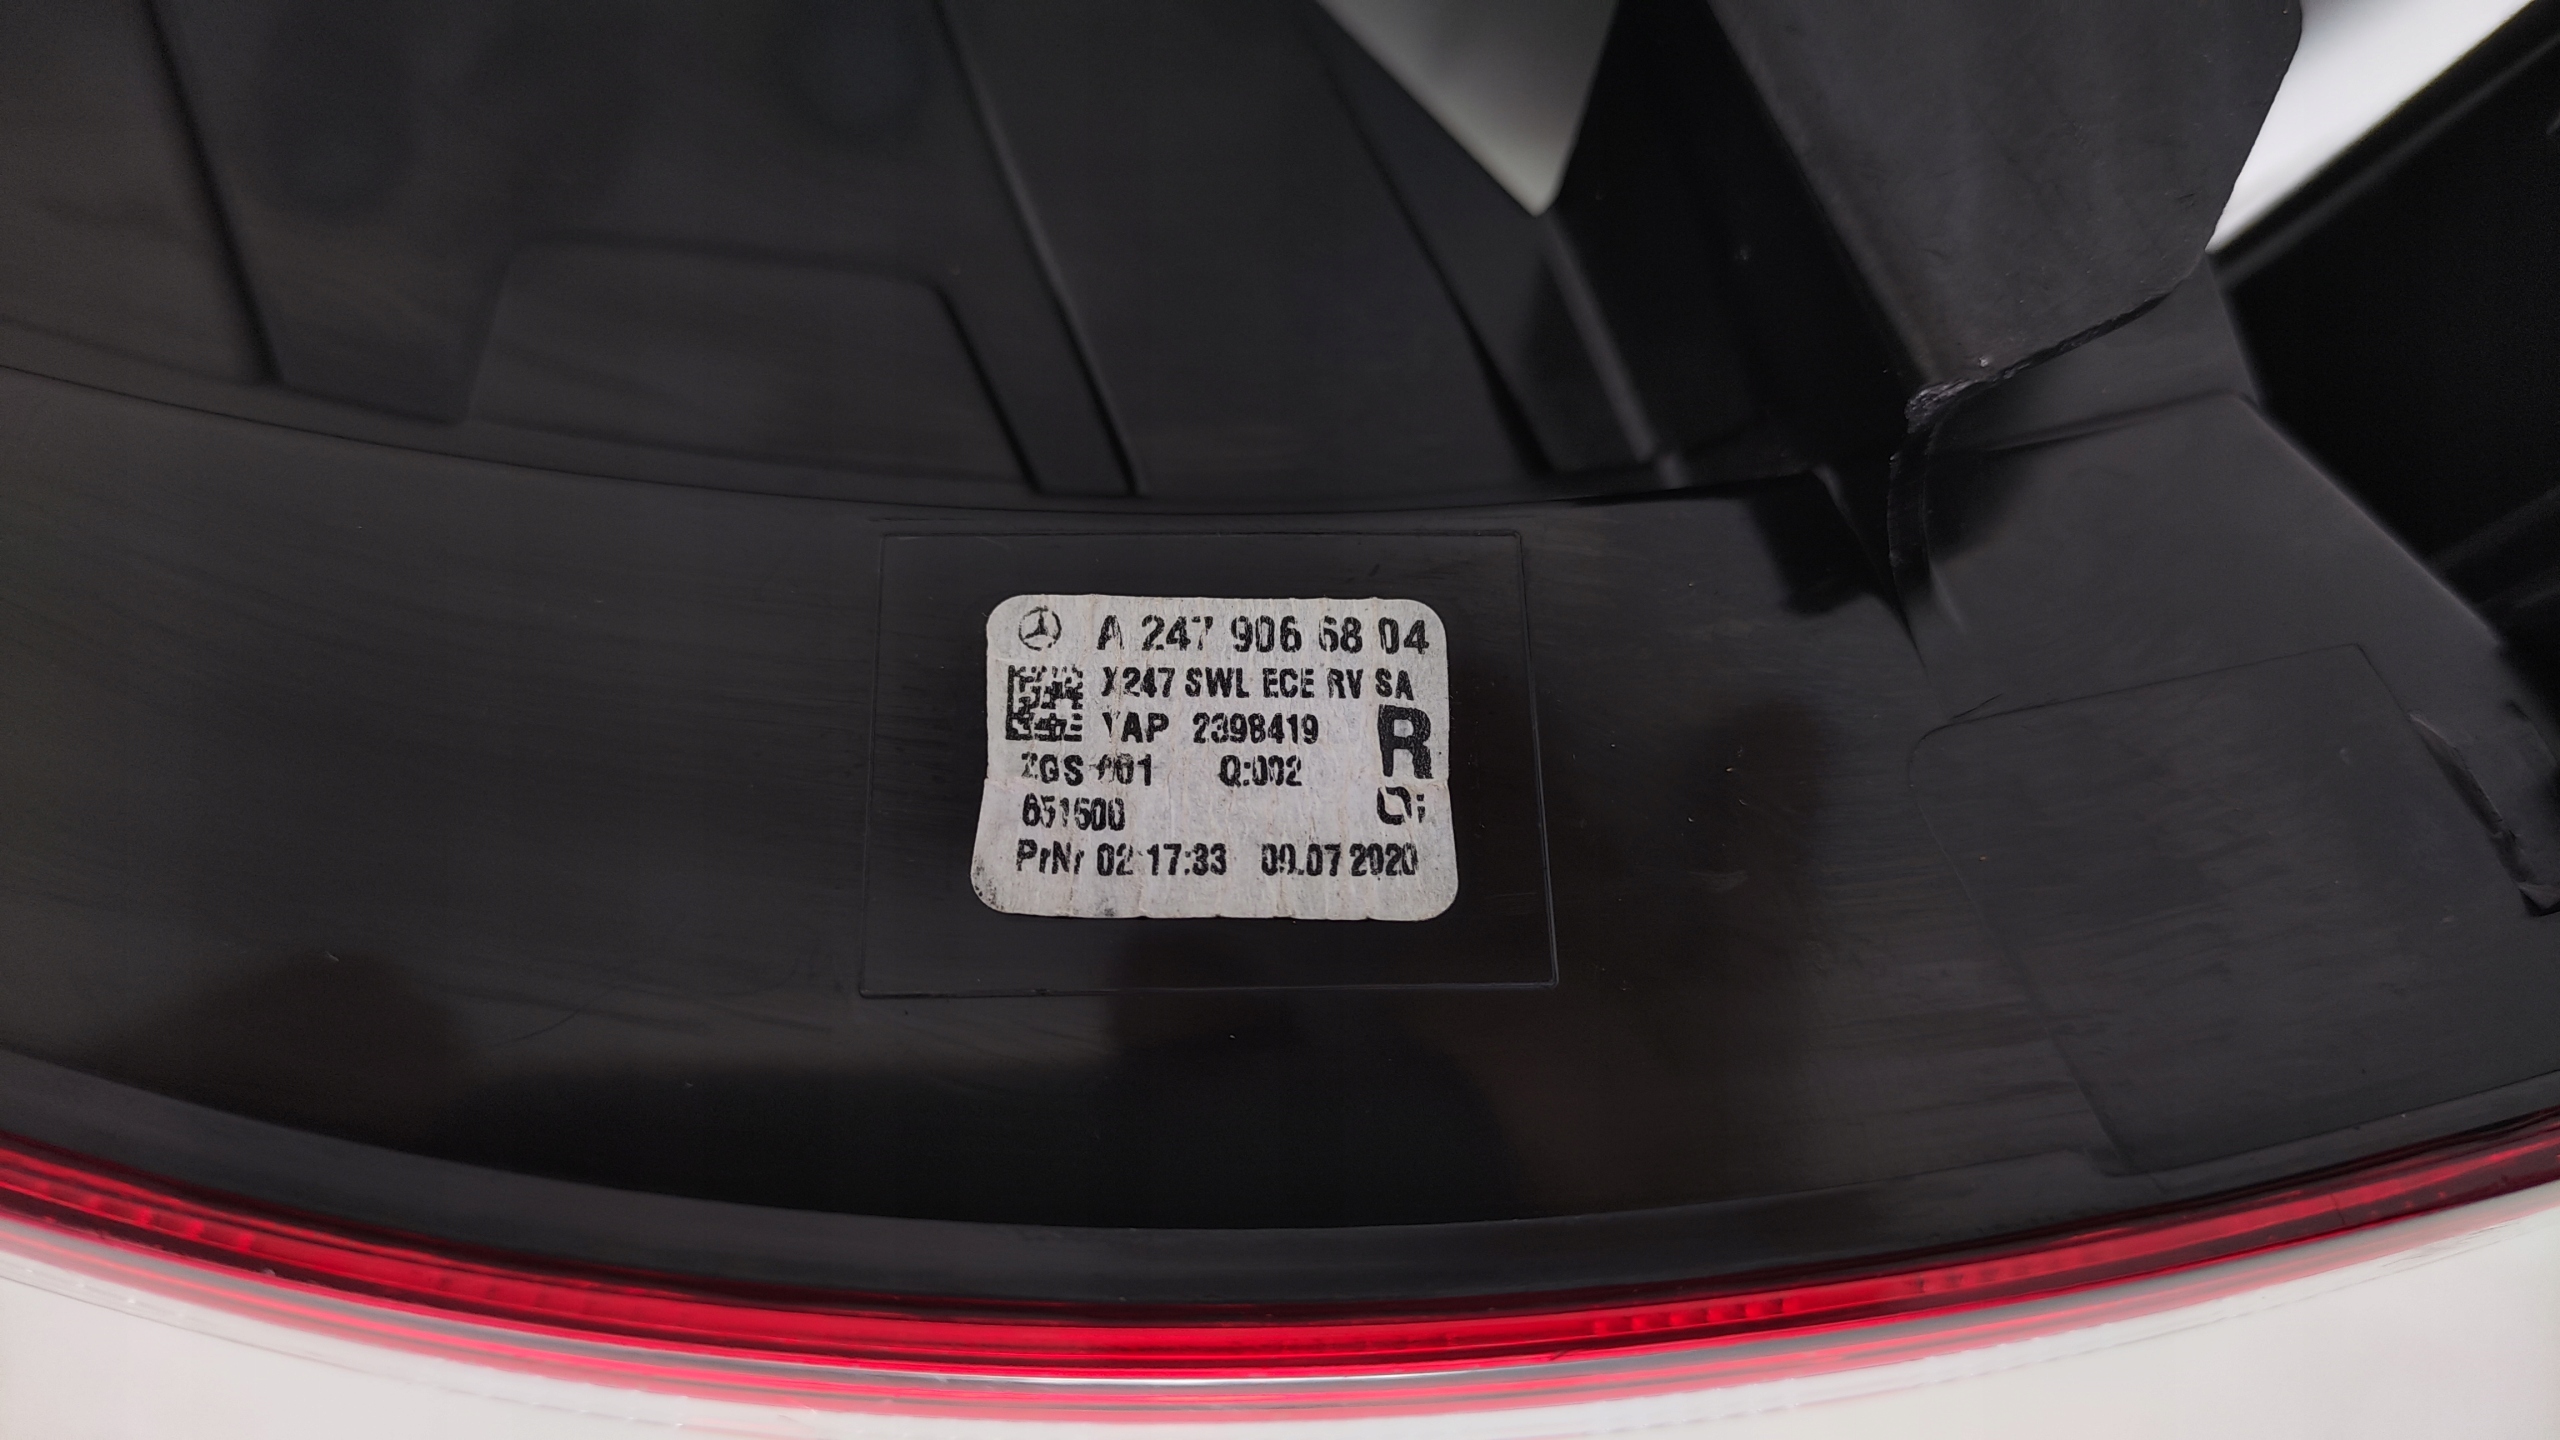 A 247 906 68 04
X247 SWL ECE RV SA
YAP 2398419
R
ZGS 001 Q:002
651600
PrNr 02 17:33 09.07 2020